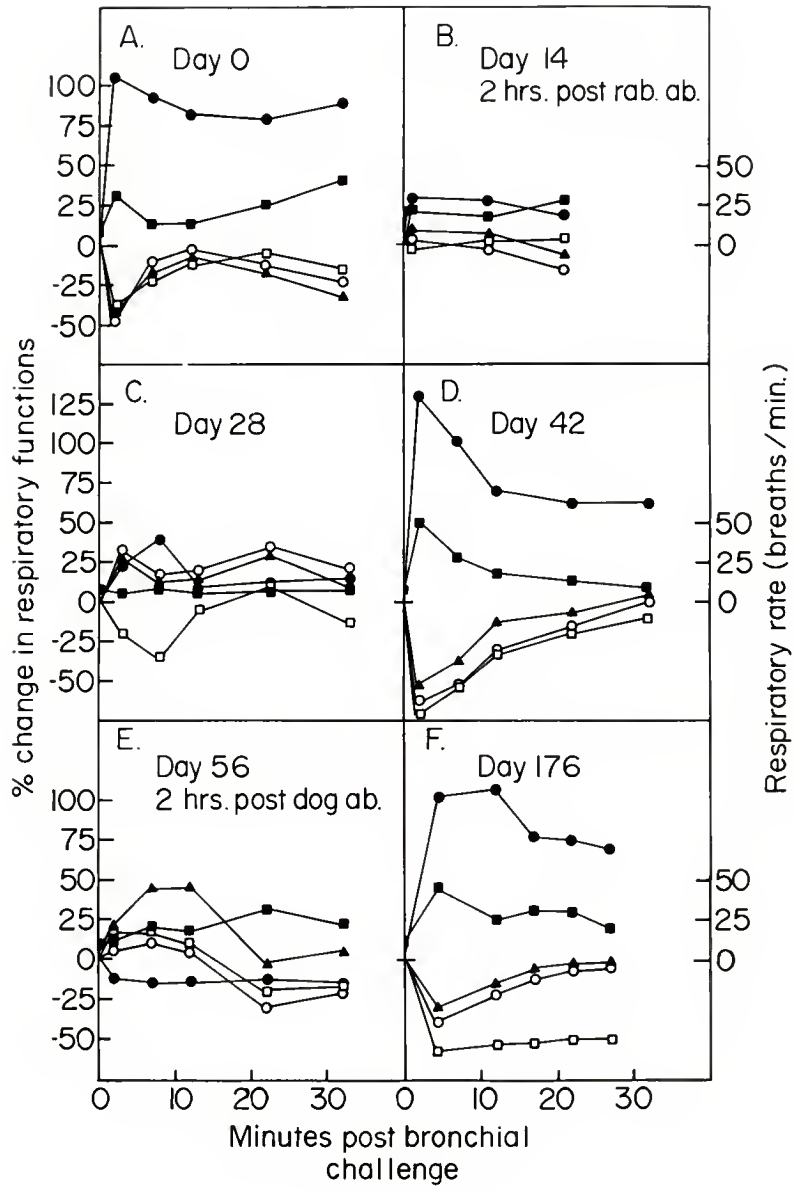 A.
Day 0
100
75
50
25
0
-25
-50
B.
Day 14
2 hrs. post rab. ab.
50
25
0
C.
Day 28
125
100
75
50
25
0
-25
-50
D.
Day 42
50
25
0
E.
Day 56
2 hrs. post dog ab.
100
75
50
25
0
-25
-50
F.
Day 176
50
25
0
0 10 20 30
0 10 20 30
% change in respiratory functions
Respiratory rate (breaths/min.)
Minutes post bronchial
challenge